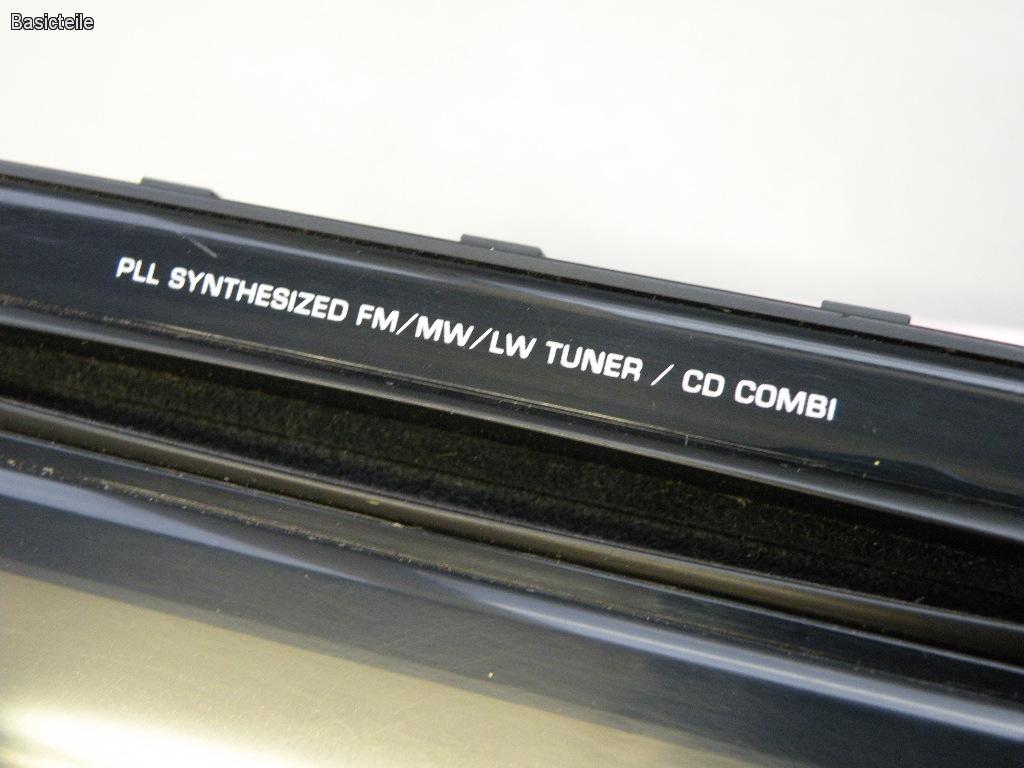 Basicteile
PLL SYNTHESIZED FM/MW/LW TUNER / CD COMBI